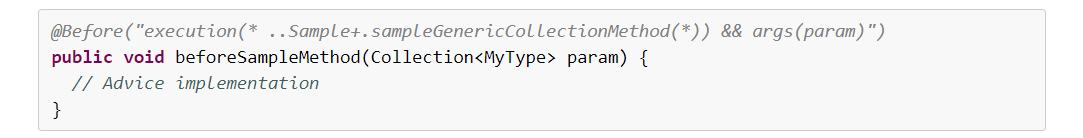 @Before("execution(* ..Sample+.sampleGenericCollectionMethod(*)) && args(param)")
public void beforeSampleMethod(Collection<MyType> param) {
  // Advice implementation
}